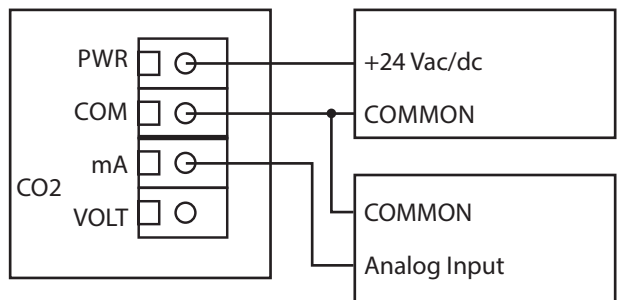 PWR
COM
mA
VOLT
CO2
+24 Vac/dc
COMMON
COMMON
Analog Input